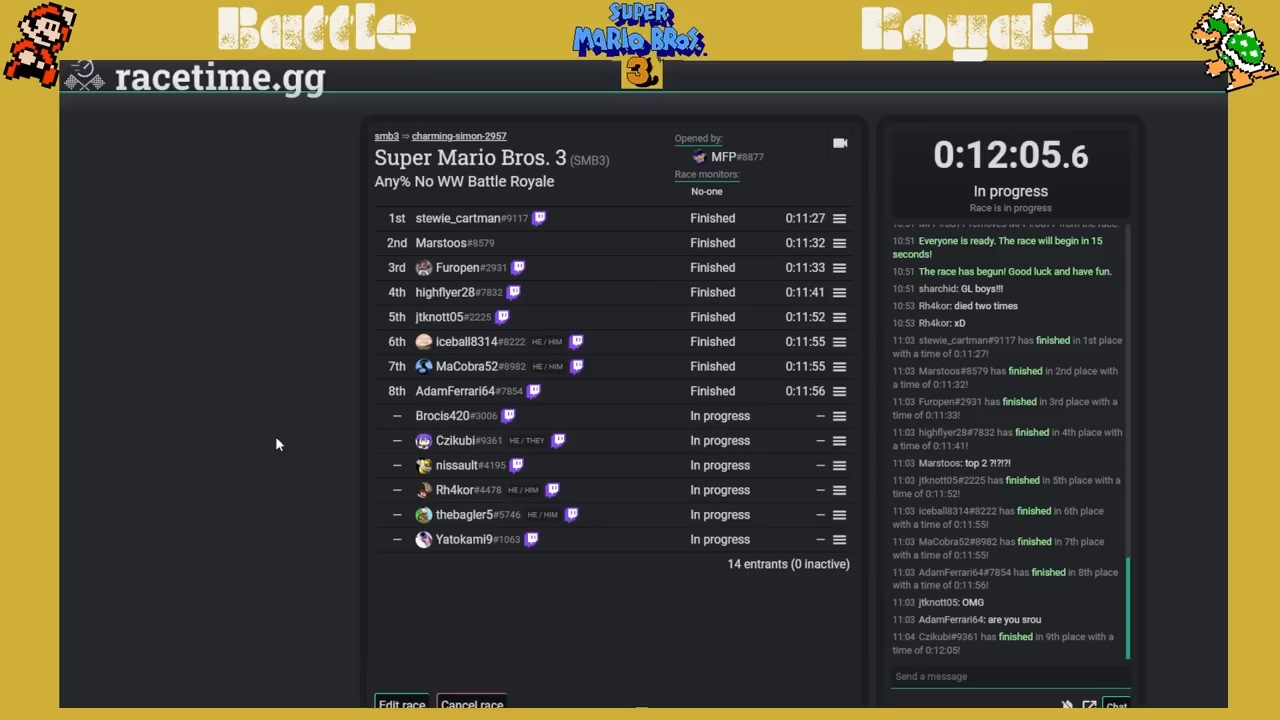 Battle
SUPER MARIO BROS. 3
Royale
racetime.gg
smb3 ⇒ charming-simon-2957
Super Mario Bros. 3 (SMB3)
Any% No WW Battle Royale
Opened by:
MFP#8877
Race monitors:
No-one
1st stewie_cartman#9117 Finished 0:11:27
2nd Marstoos#8579 Finished 0:11:32
3rd Furopen#2931 Finished 0:11:33
4th highflyer28#7832 Finished 0:11:41
5th jtknott05#2225 Finished 0:11:52
6th iceball8314#8222 HE / HIM Finished 0:11:55
7th MaCobra52#8982 HE / HIM Finished 0:11:55
8th AdamFerrari64#7854 Finished 0:11:56
— Brocis420#3006 In progress —
— Czikubi#9361 HE / THEY In progress —
— nissault#4195 In progress —
— Rh4kor#4478 HE / HIM In progress —
— thebagler5#5746 HE / HIM In progress —
— Yatokami9#1063 In progress —
14 entrants (0 inactive)
Edit race Cancel race
0:12:05.6
In progress
Race is in progress
10:51 Everyone is ready. The race will begin in 15
seconds!
10:51 The race has begun! Good luck and have fun.
10:51 sharchid: GL boys!!!
10:53 Rh4kor: died two times
10:53 Rh4kor: xD
11:03 stewie_cartman#9117 has finished in 1st place
with a time of 0:11:27!
11:03 Marstoos#8579 has finished in 2nd place with
a time of 0:11:32!
11:03 Furopen#2931 has finished in 3rd place with a
time of 0:11:33!
11:03 highflyer28#7832 has finished in 4th place with
a time of 0:11:41!
11:03 Marstoos: top 2 ?!?!?!
11:03 jtknott05#2225 has finished in 5th place with a
time of 0:11:52!
11:03 iceball8314#8222 has finished in 6th place with
a time of 0:11:55!
11:03 MaCobra52#8982 has finished in 7th place with
a time of 0:11:55!
11:03 AdamFerrari64#7854 has finished in 8th place
with a time of 0:11:56!
11:03 jtknott05: OMG
11:03 AdamFerrari64: are you srou
11:04 Czikubi#9361 has finished in 9th place with a
time of 0:12:05!
Send a message
Chat